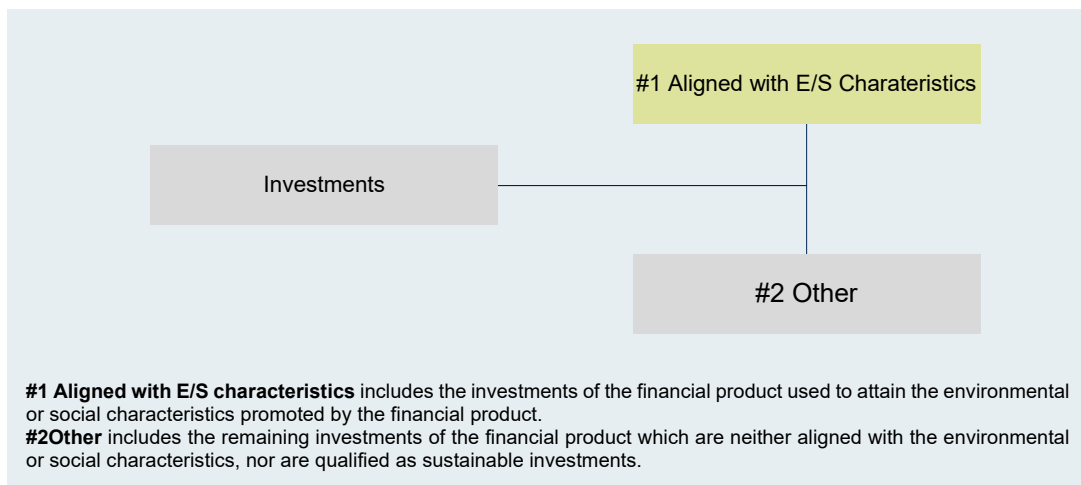 #1 Aligned with E/S Charateristics
Investments
#2 Other
#1 Aligned with E/S characteristics includes the investments of the financial product used to attain the environmental
or social characteristics promoted by the financial product.
#2Other includes the remaining investments of the financial product which are neither aligned with the environmental
or social characteristics, nor are qualified as sustainable investments.